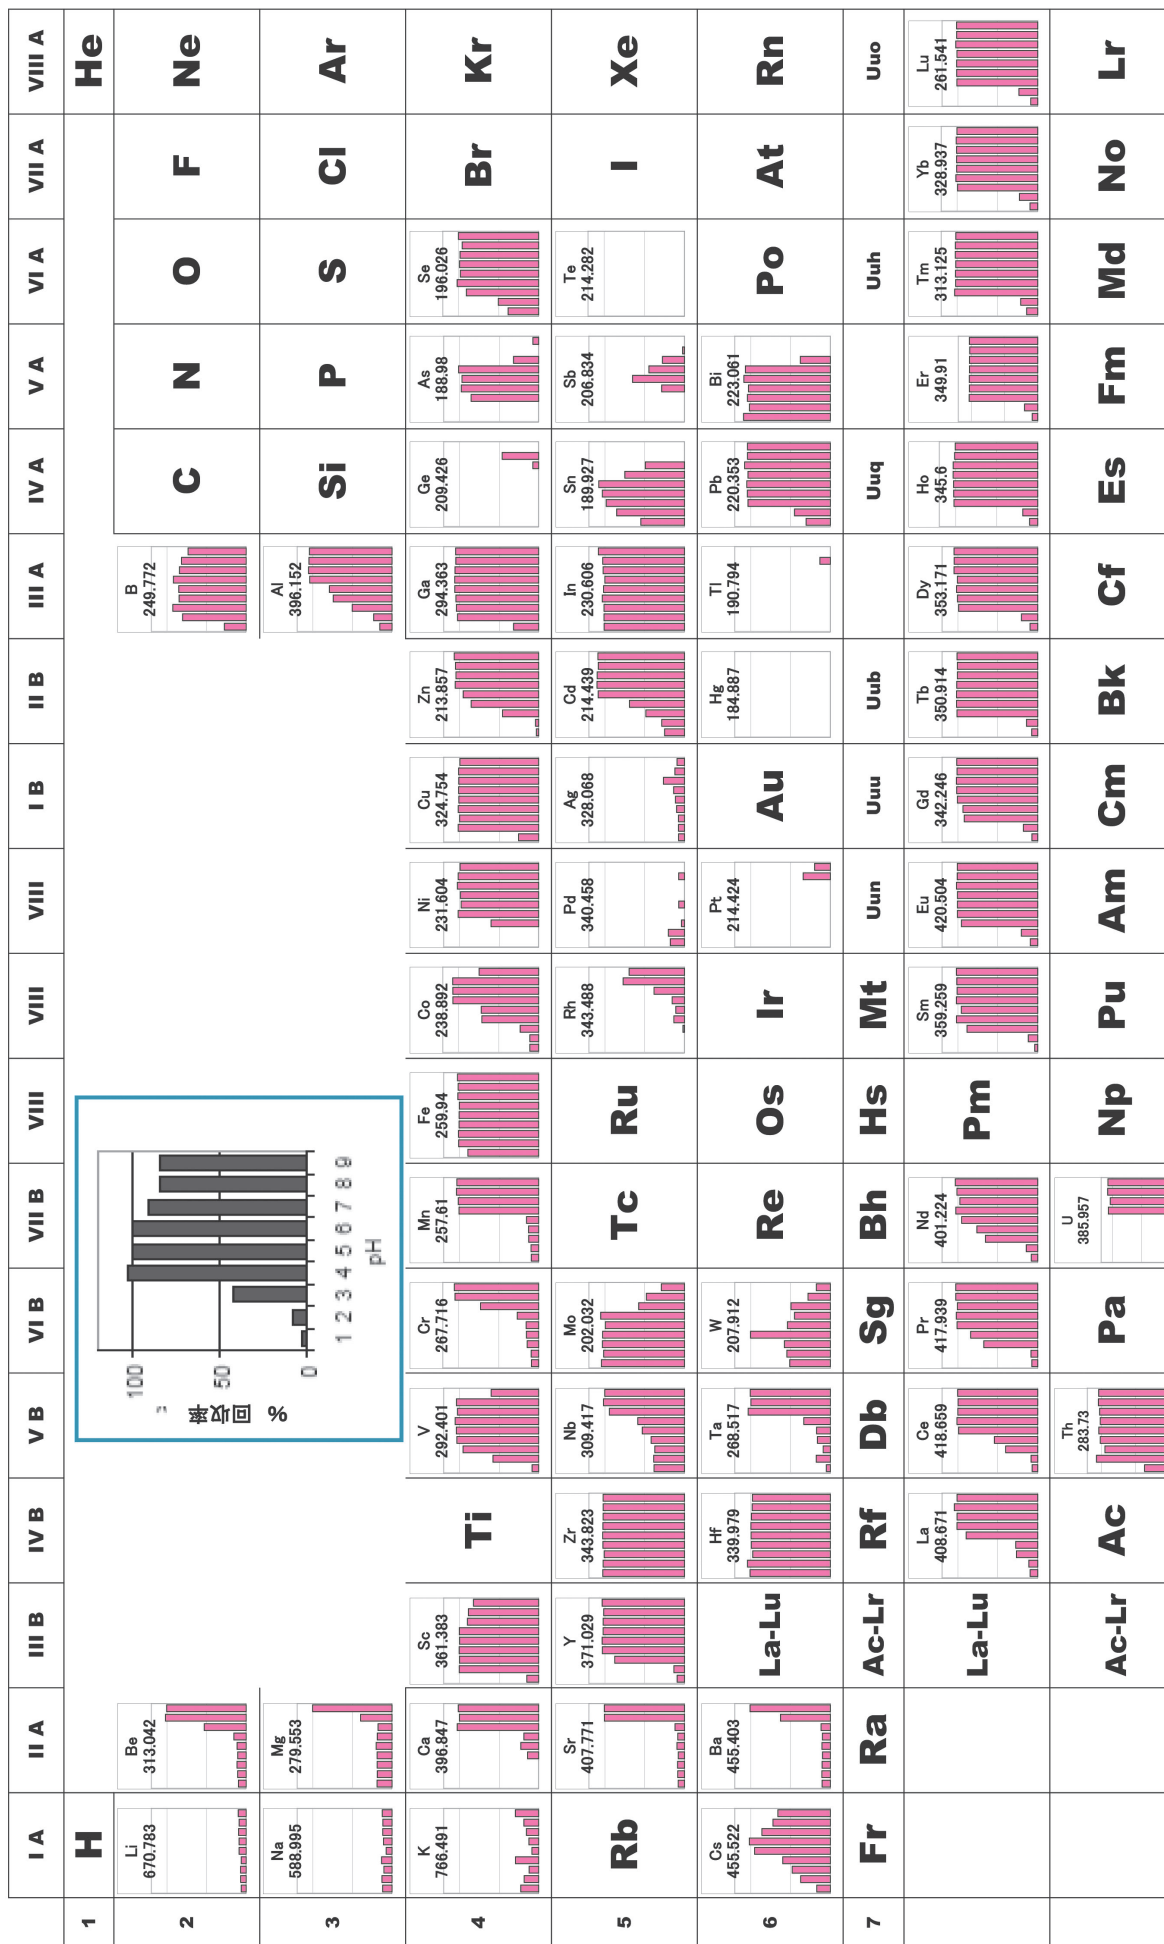 I A II A III B IV B V B VI B VII B VIII VIII VIII I B II B III A IV A V A VI A VII A VIII A
1 H He
2 Li 670.783 Be 313.042 B 249.772 C N O F Ne
3 Na 588.995 Mg 279.553 Al 396.152 Si P S Cl Ar
% 回収率
100
50
0
1 2 3 4 5 6 7 8 9
pH
4 K 766.491 Ca 396.847 Sc 361.383 Ti V 292.401 Cr 267.716 Mn 257.61 Fe 259.94 Co 238.892 Ni 231.604 Cu 324.754 Zn 213.857 Ga 294.363 Ge 209.426 As 188.98 Se 196.026 Br Kr
5 Rb Sr 407.771 Y 371.029 Zr 343.823 Nb 309.417 Mo 202.032 Tc Ru Rh 343.488 Pd 340.458 Ag 328.068 Cd 214.439 In 230.606 Sn 189.927 Sb 206.834 Te 214.282 I Xe
6 Cs 455.522 Ba 455.403 La-Lu Hf 339.979 Ta 268.517 W 207.912 Re Os Ir Pt 214.424 Au Hg 184.887 Tl 190.794 Pb 220.353 Bi 223.061 Po At Rn
7 Fr Ra Ac-Lr Rf Db Sg Bh Hs Mt Uun Uuu Uub Uuq Uuh Uuo
La-Lu La 408.671 Ce 418.659 Pr 417.939 Nd 401.224 Pm Sm 359.259 Eu 420.504 Gd 342.246 Tb 350.914 Dy 353.171 Ho 345.6 Er 349.91 Tm 313.125 Yb 328.937 Lu 261.541
Ac-Lr Ac Th 283.73 Pa U 385.957 Np Pu Am Cm Bk Cf Es Fm Md No Lr